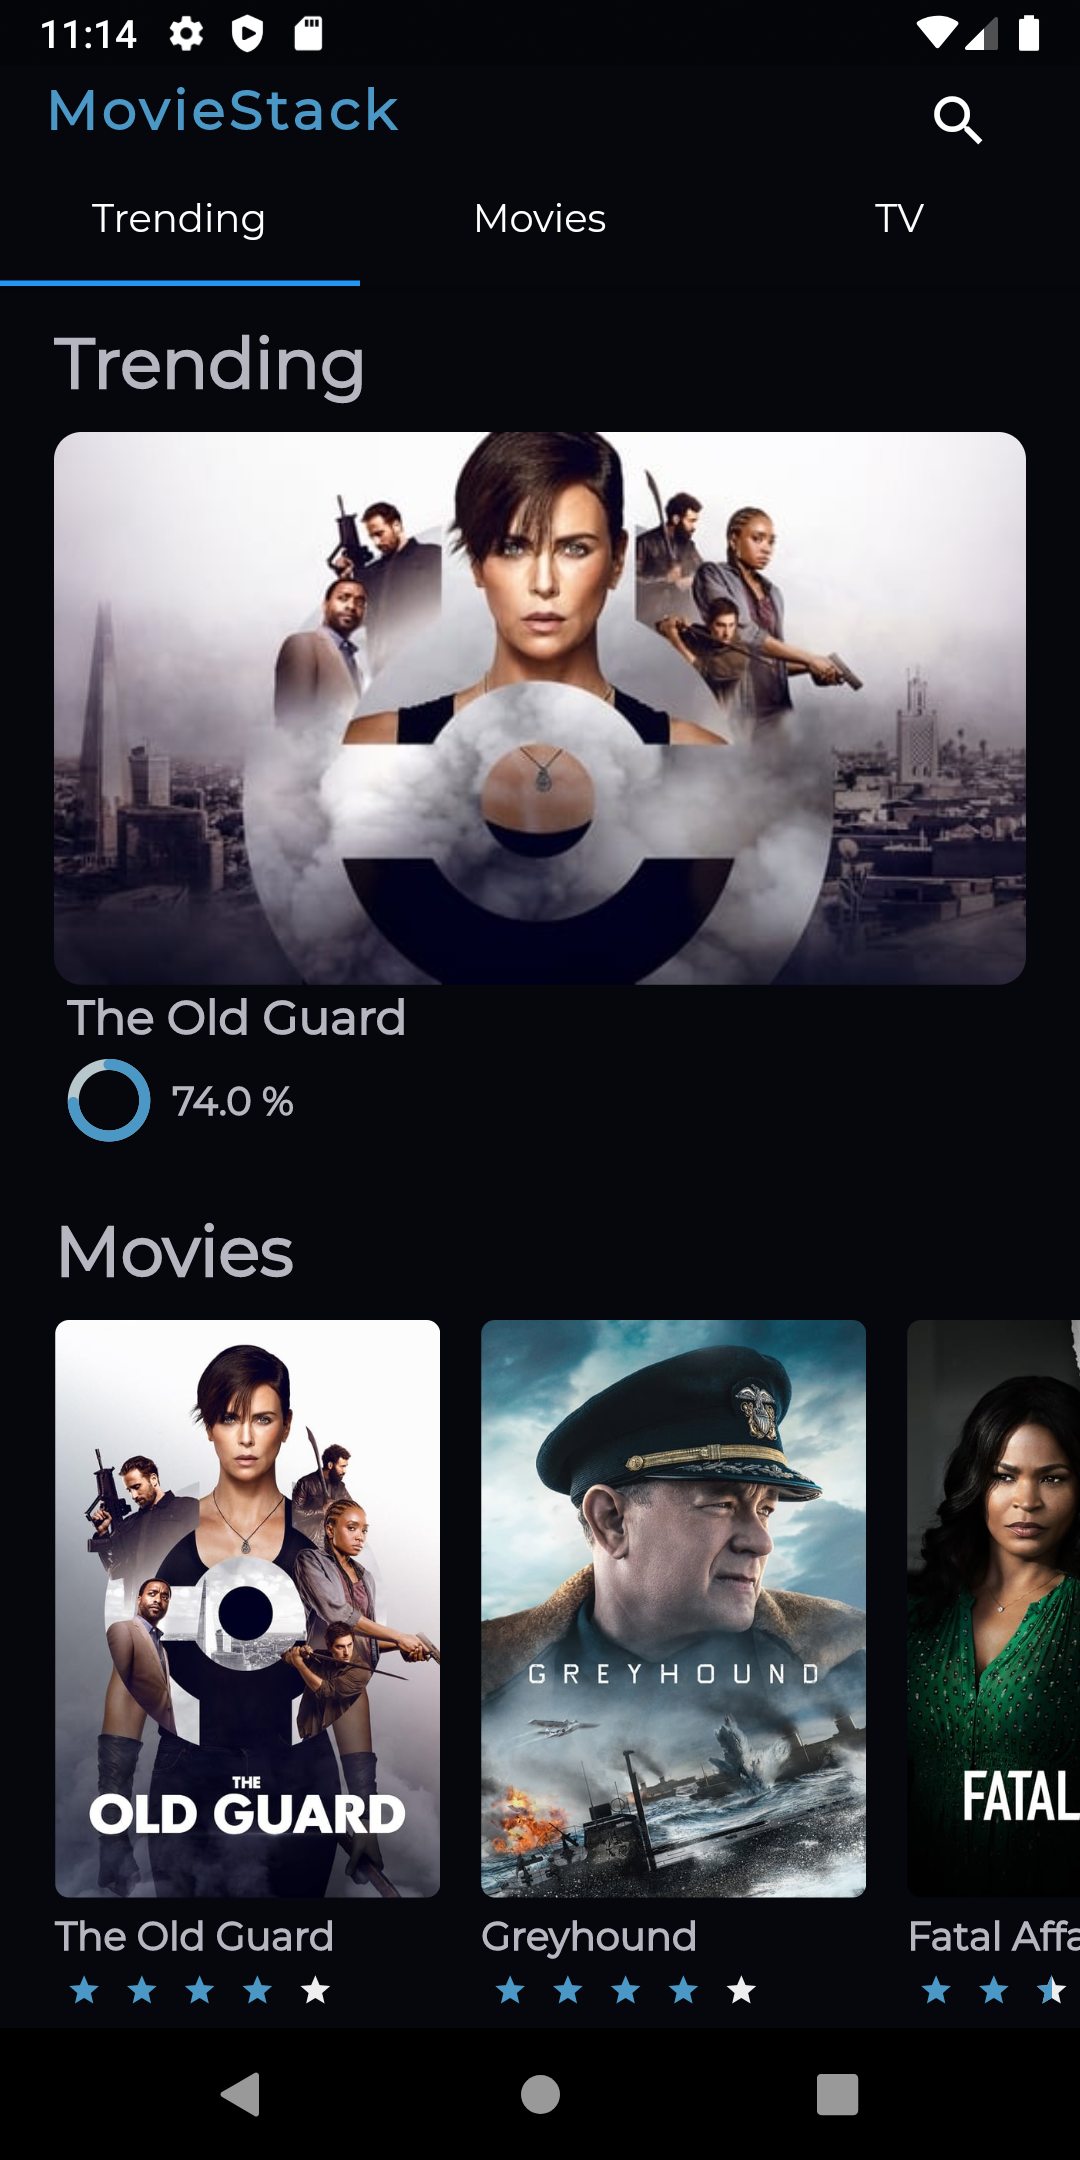 11:14
MovieStack
Trending Movies TV
Trending
The Old Guard
74.0 %
Movies
THE
OLD GUARD
GREYHOUND
FATAL
The Old Guard Greyhound Fatal Affa